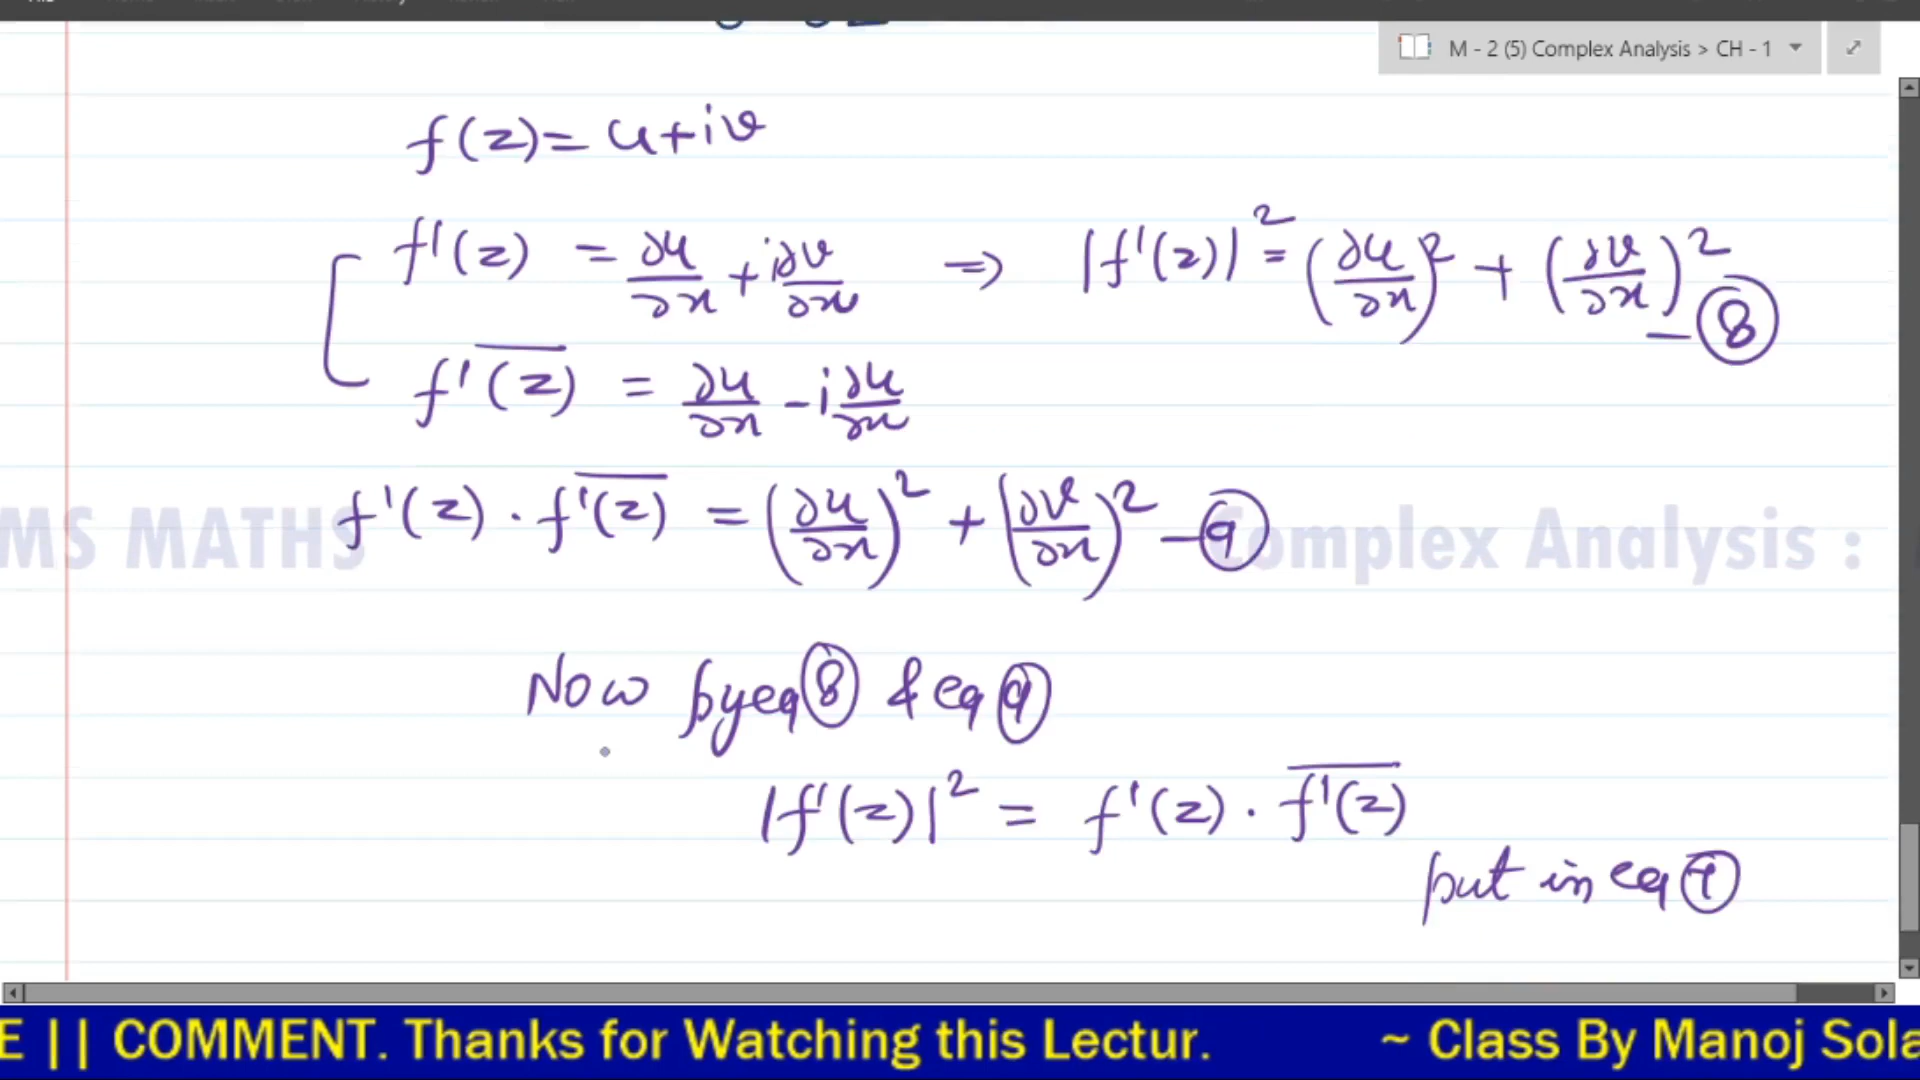 M - 2 (5) Complex Analysis > CH - 1
f(z) = u+iv
f'(z) = ∂u/∂x + i∂v/∂x ⇒ |f'(z)|² = (∂u/∂x)² + (∂v/∂x)² — ⑧
f'(z)̅ = ∂u/∂x - i ∂u/∂x
f'(z) · \overline{f'(z)} = (∂u/∂x)² + (∂v/∂x)² — ⑨
MS MATHS Complex Analysis :
Now by eq ⑧ & eq ⑨
|f'(z)|² = f'(z) · \overline{f'(z)}
put in eq ⑦
E || COMMENT. Thanks for Watching this Lectur. ~ Class By Manoj Sola